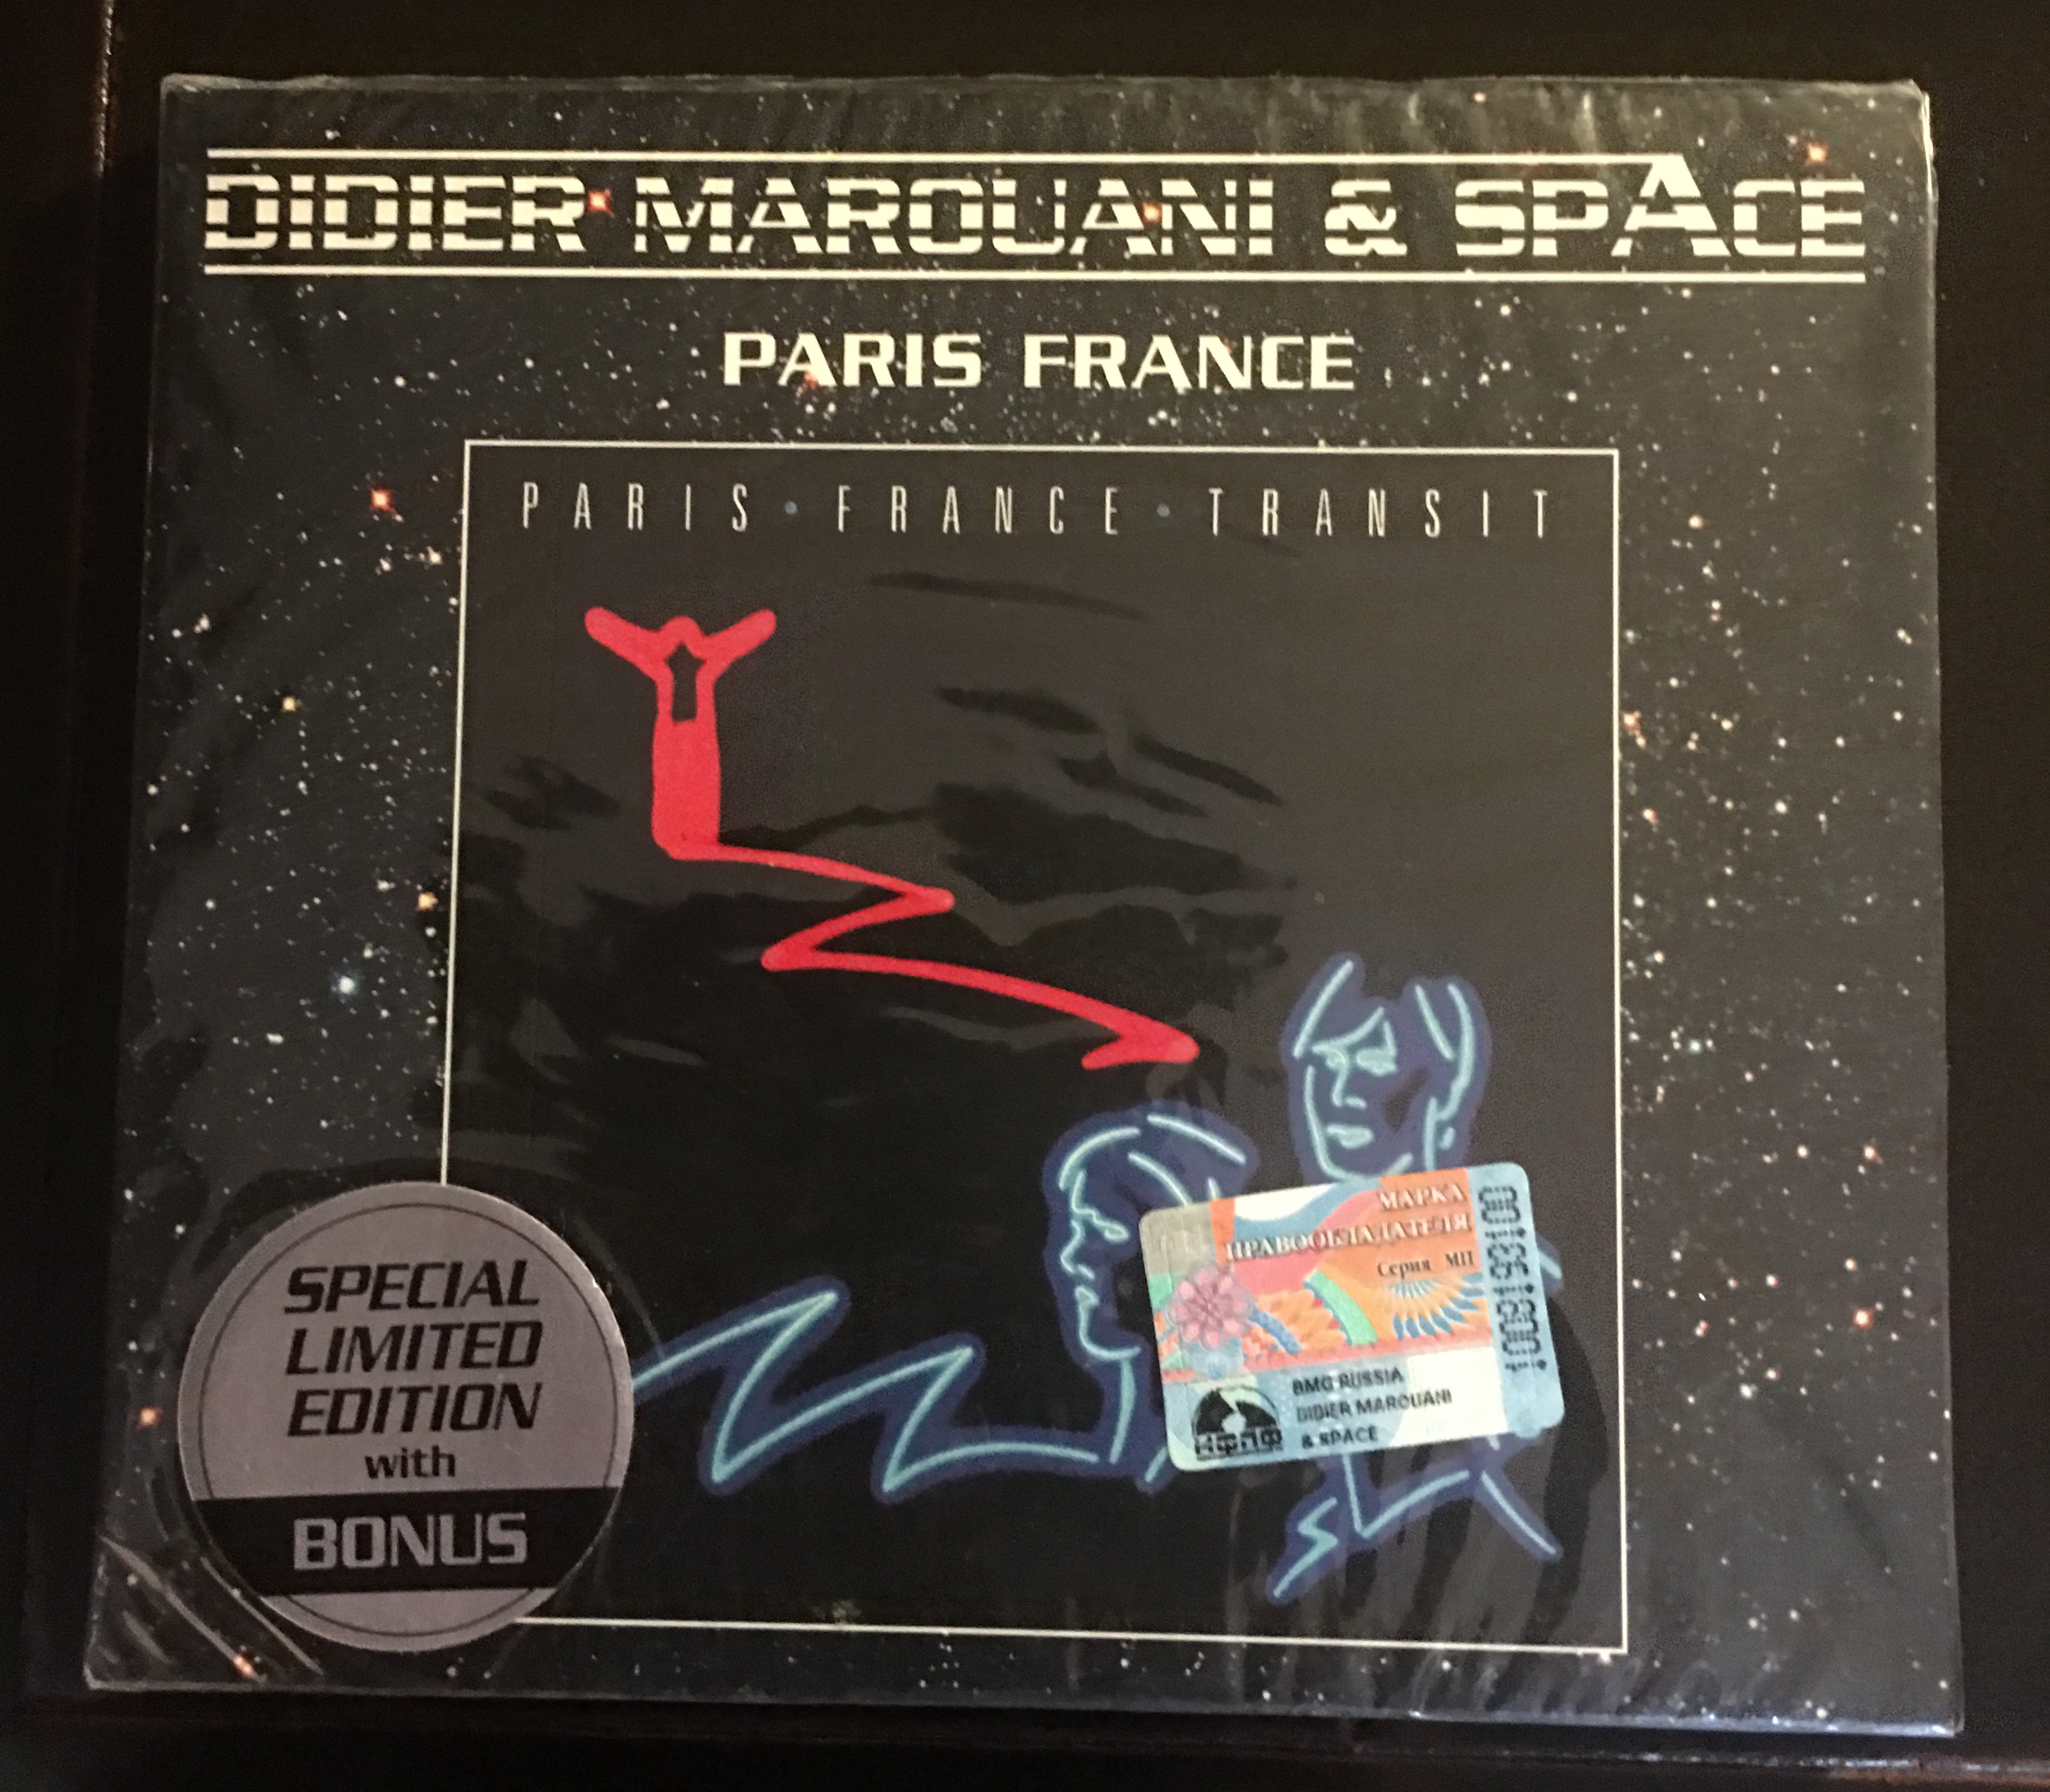 DIDIER MAROUANI & SPACE
PARIS FRANCE
PARIS · FRANCE · TRANSIT
SPECIAL
LIMITED
EDITION
with
BONUS
МАРКА
ПРАВООБЛАДАТЕЛЯ
Серия МП
BMG RUSSIA
DIDIER MAROUANI
& SPACE
НФПФ